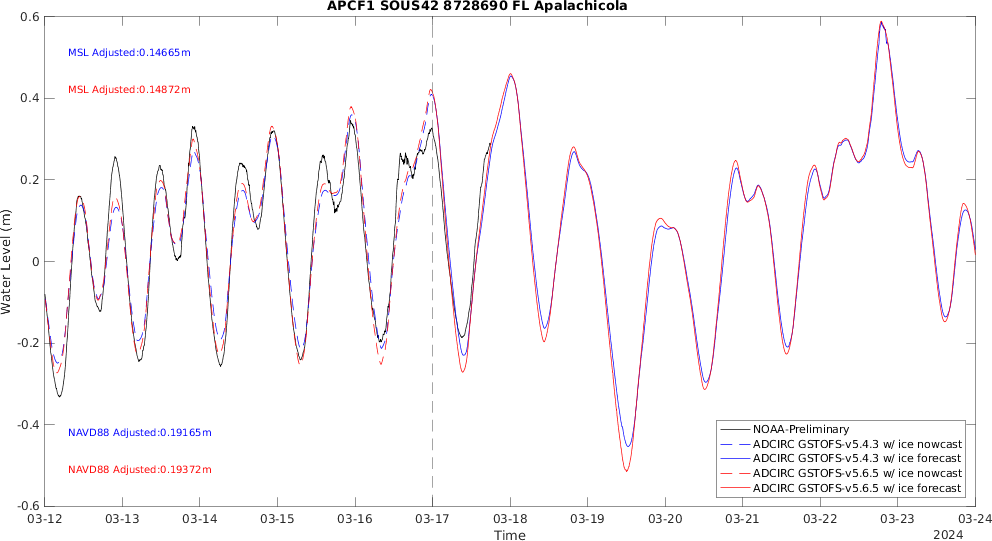 APCF1 SOUS42 8728690 FL Apalachicola
MSL Adjusted:0.14665m
MSL Adjusted:0.14872m
NAVD88 Adjusted:0.19165m
NAVD88 Adjusted:0.19372m
Water Level (m)
0.6
0.4
0.2
0
-0.2
-0.4
-0.6
NOAA-Preliminary
ADCIRC GSTOFS-v5.4.3 w/ ice nowcast
ADCIRC GSTOFS-v5.4.3 w/ ice forecast
ADCIRC GSTOFS-v5.6.5 w/ ice nowcast
ADCIRC GSTOFS-v5.6.5 w/ ice forecast
03-12 03-13 03-14 03-15 03-16 03-17 03-18 03-19 03-20 03-21 03-22 03-23 03-24
Time
2024